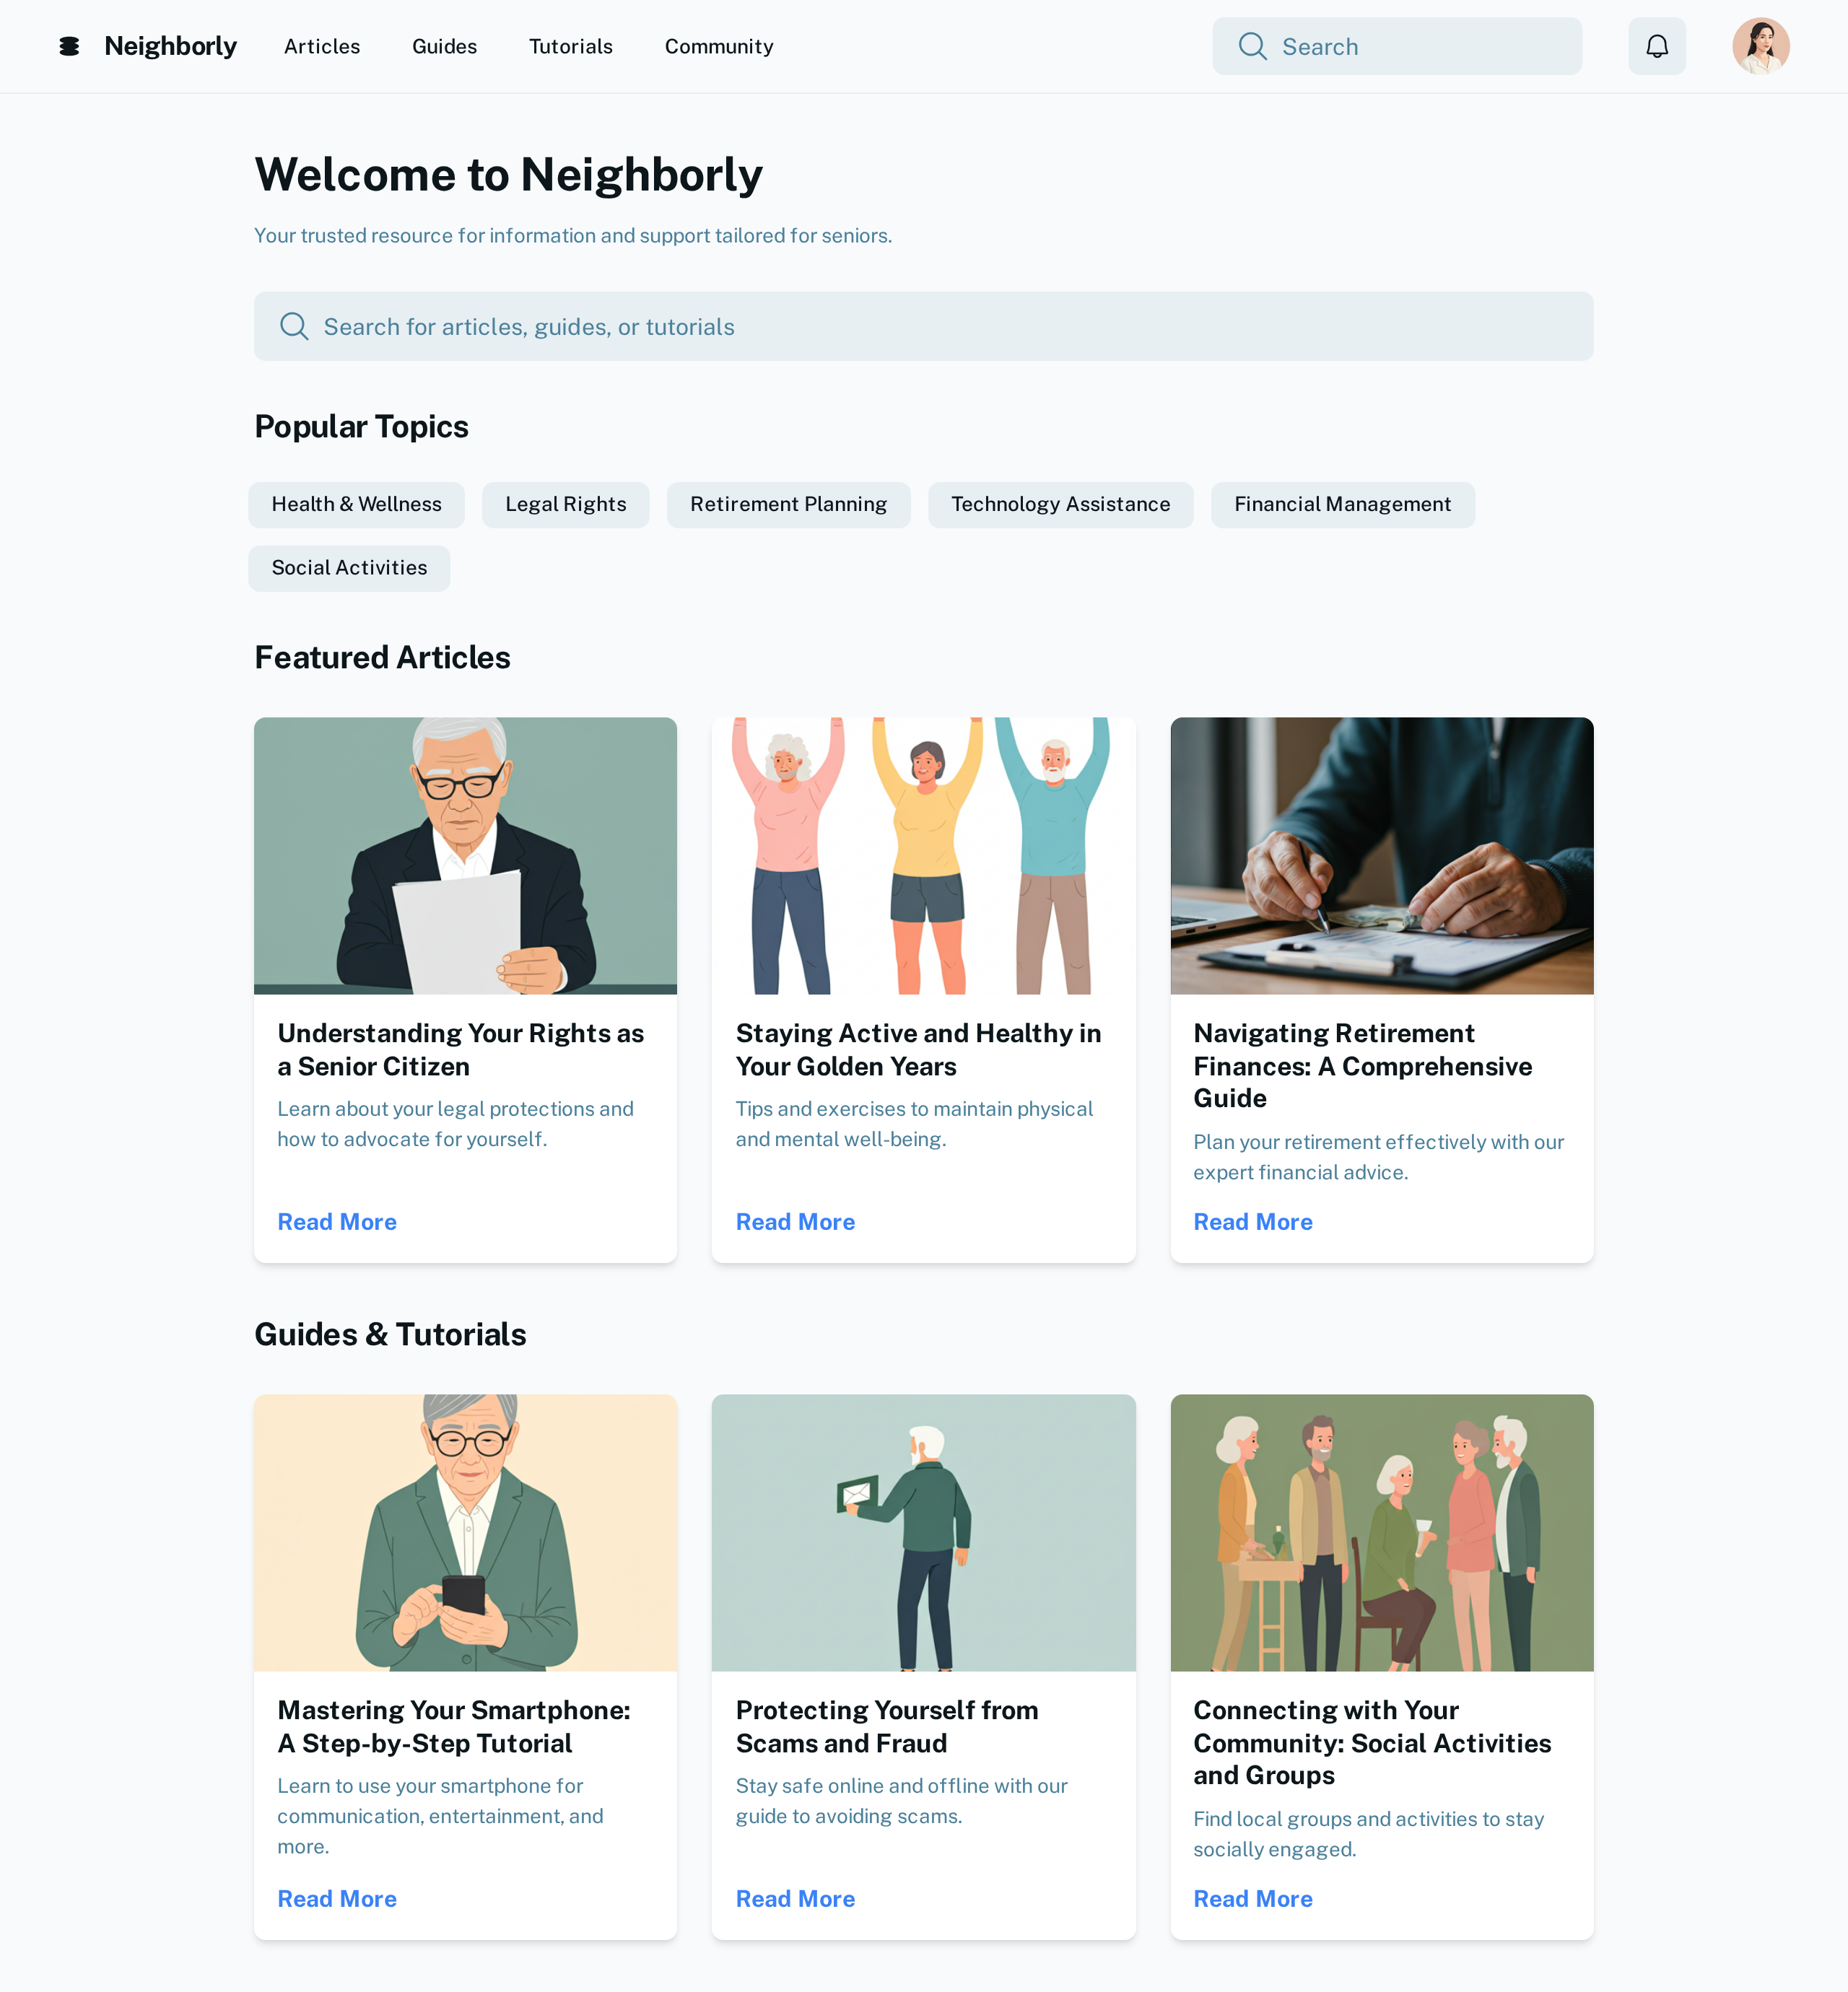 Neighborly
Articles
Guides
Tutorials
Community
Search
Welcome to Neighborly
Your trusted resource for information and support tailored for seniors.
Search for articles, guides, or tutorials
Popular Topics
Health & Wellness
Legal Rights
Retirement Planning
Technology Assistance
Financial Management
Social Activities
Featured Articles
Understanding Your Rights as
a Senior Citizen
Learn about your legal protections and
how to advocate for yourself.
Read More
Staying Active and Healthy in
Your Golden Years
Tips and exercises to maintain physical
and mental well-being.
Read More
Navigating Retirement
Finances: A Comprehensive
Guide
Plan your retirement effectively with our
expert financial advice.
Read More
Guides & Tutorials
Mastering Your Smartphone:
A Step-by-Step Tutorial
Learn to use your smartphone for
communication, entertainment, and
more.
Read More
Protecting Yourself from
Scams and Fraud
Stay safe online and offline with our
guide to avoiding scams.
Read More
Connecting with Your
Community: Social Activities
and Groups
Find local groups and activities to stay
socially engaged.
Read More